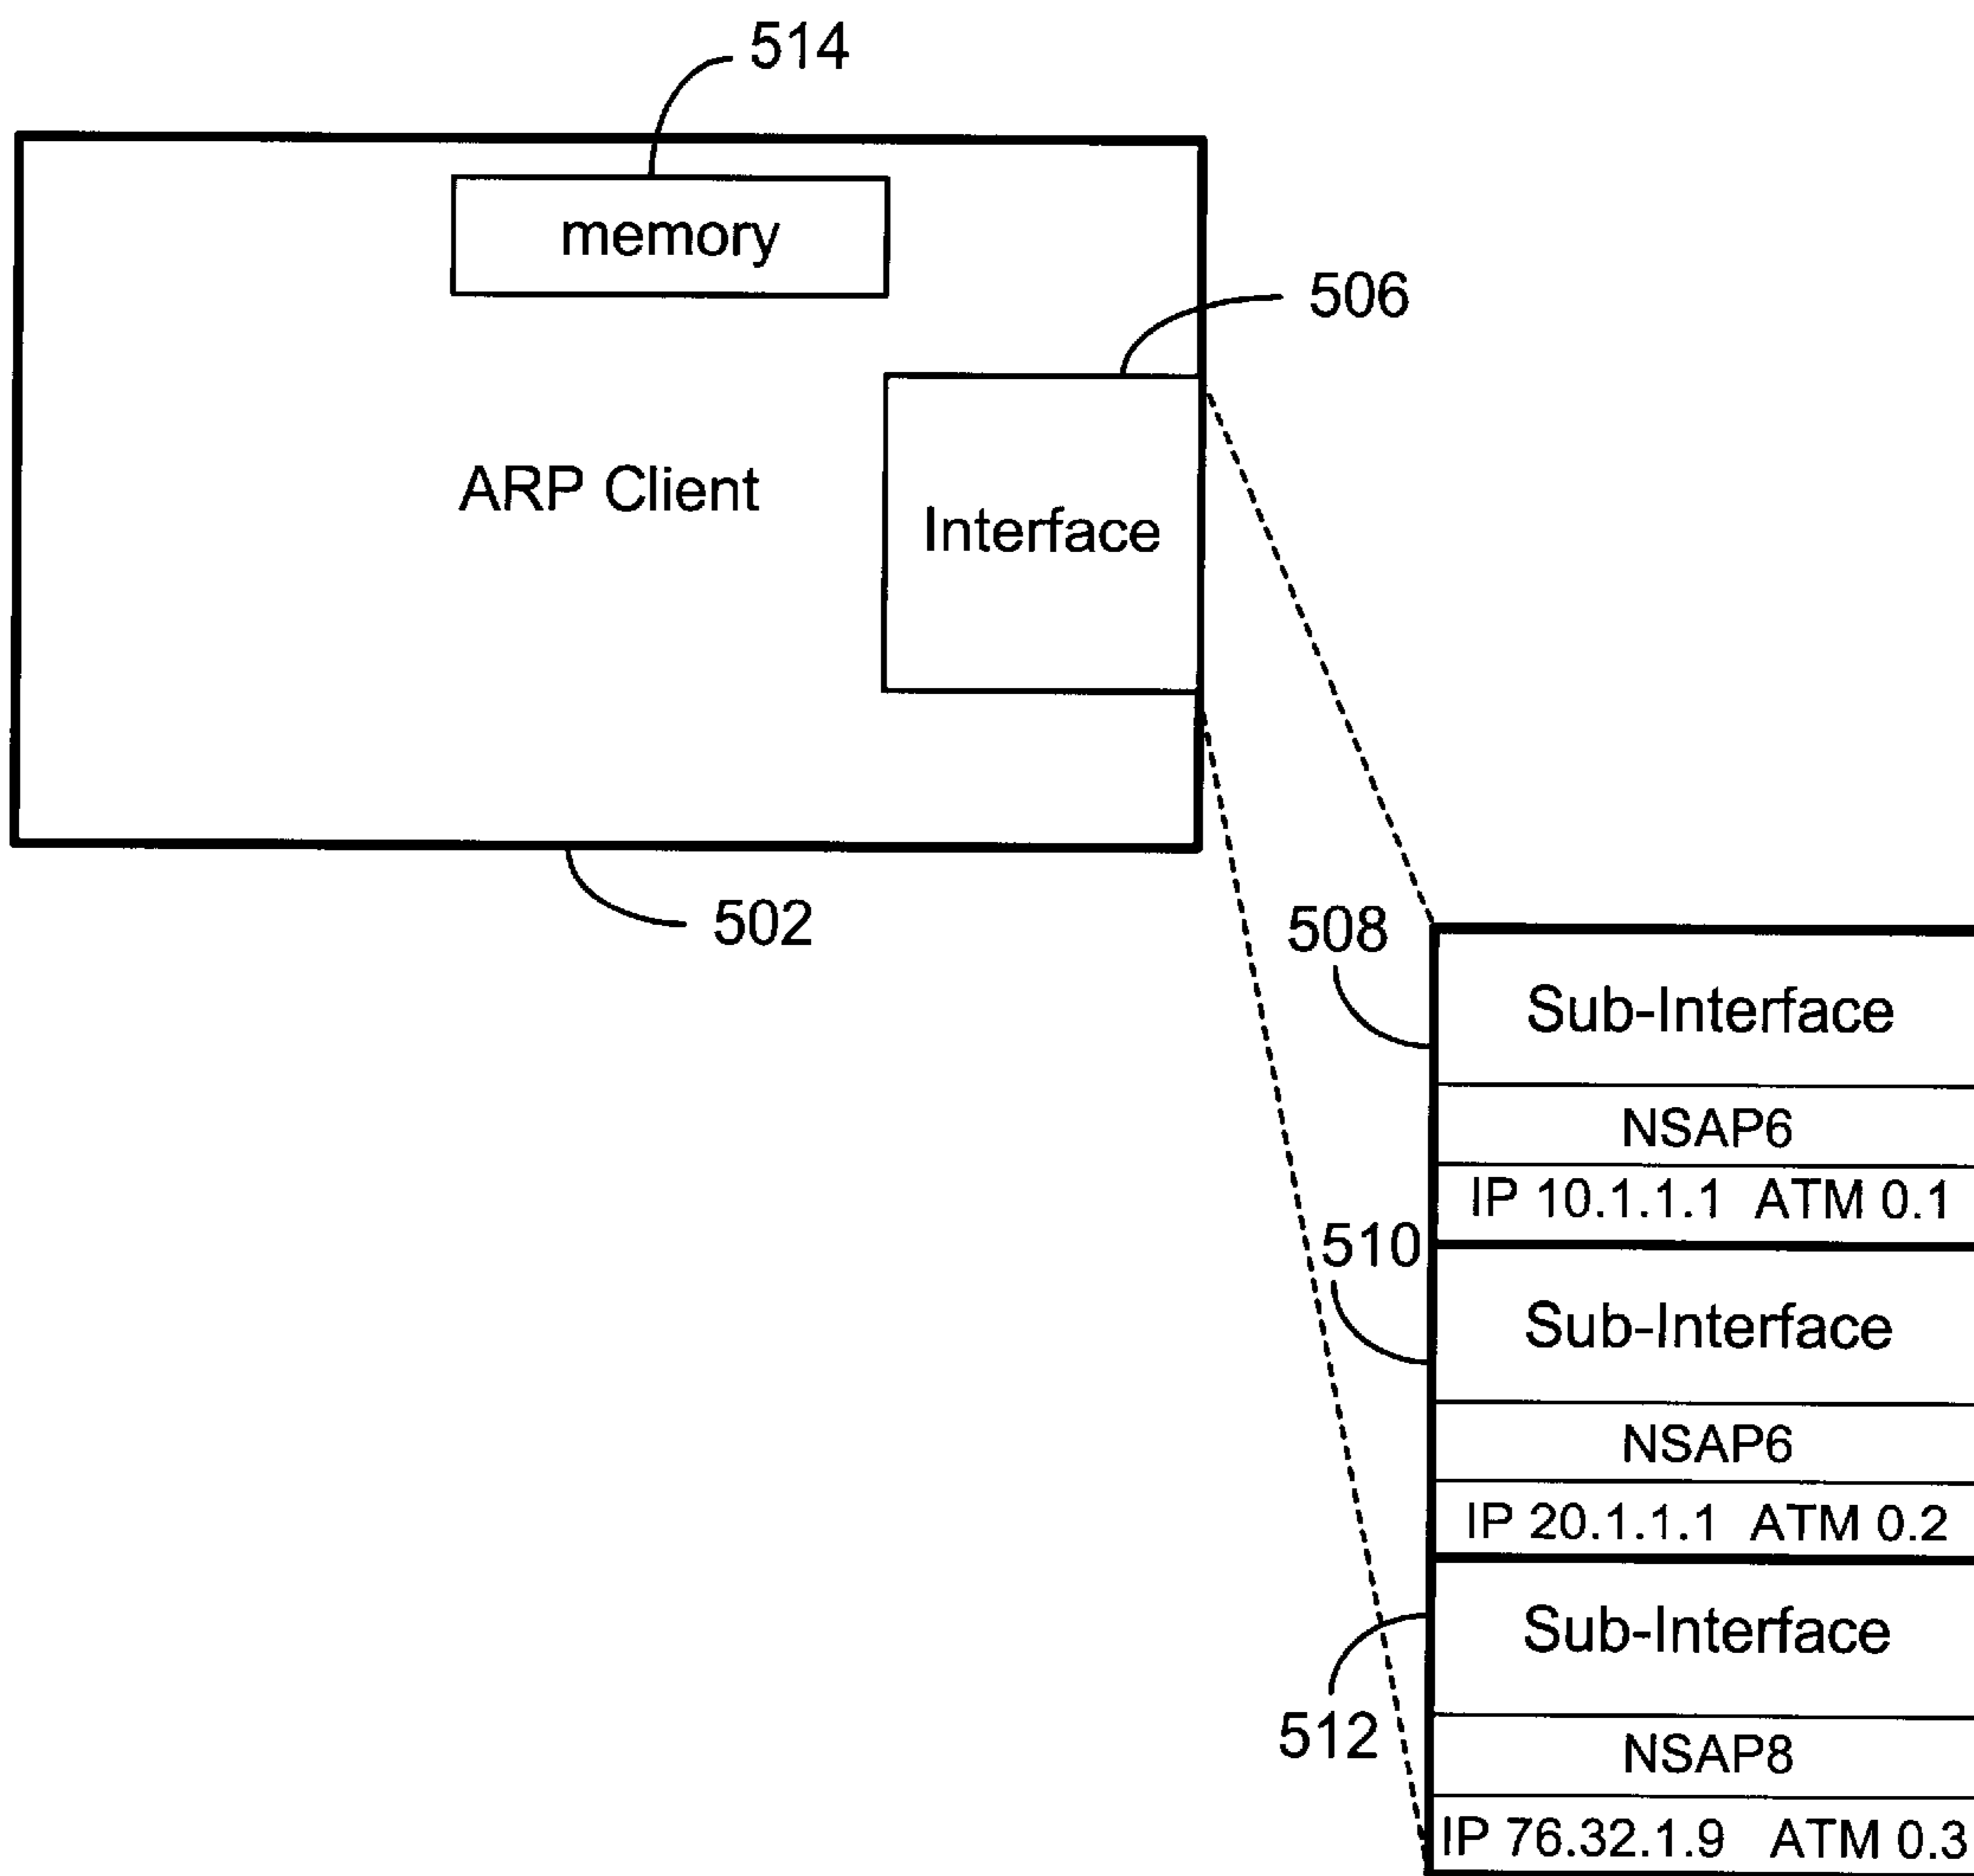 514
memory
506
ARP Client
Interface
502
508
Sub-Interface
NSAP6
IP 10.1.1.1 ATM 0.1
510
Sub-Interface
NSAP6
IP 20.1.1.1 ATM 0.2
Sub-Interface
512
NSAP8
IP 76.32.1.9 ATM 0.3